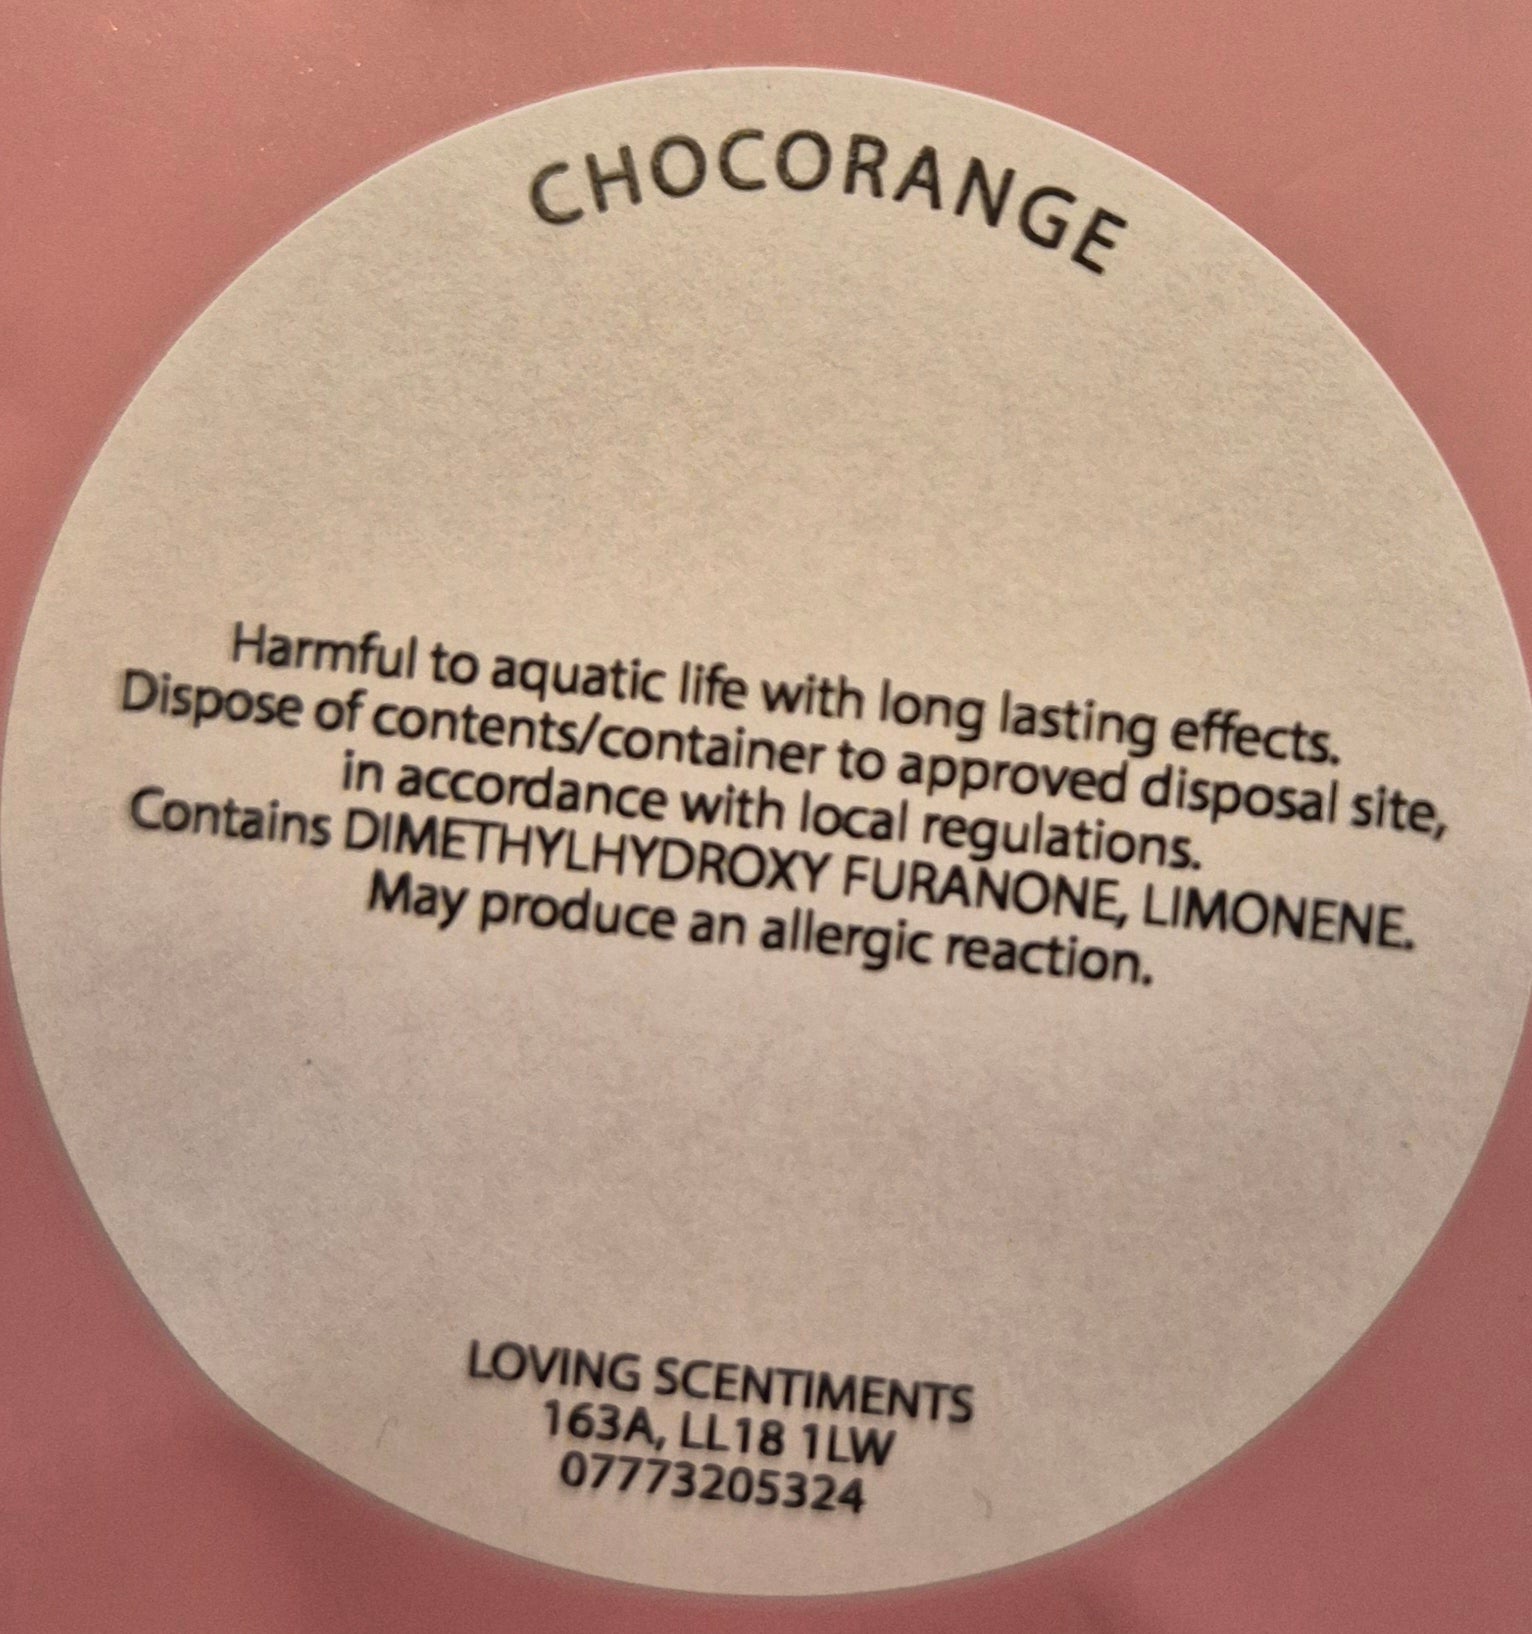 CHOCORANGE
Harmful to aquatic life with long lasting effects.
Dispose of contents/container to approved disposal site,
in accordance with local regulations.
Contains DIMETHYLHYDROXY FURANONE, LIMONENE.
May produce an allergic reaction.
LOVING SCENTIMENTS
163A, LL18 1LW
07773205324